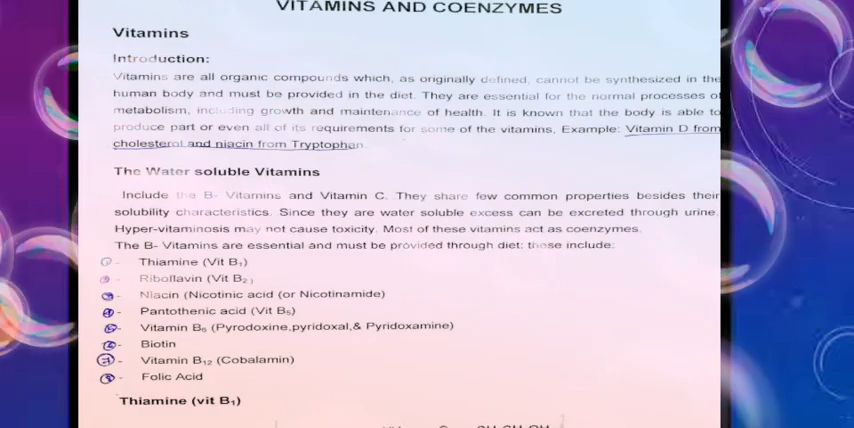 VITAMINS AND COENZYMES
Vitamins
Introduction:
Vitamins are all organic compounds which, as originally defined, cannot be synthesized in the
human body and must be provided in the diet. They are essential for the normal processes of
metabolism, including growth and maintenance of health. It is known that the body is able to
produce part or even all of its requirements for some of the vitamins, Example: Vitamin D from
cholesterol and niacin from Tryptophan
The Water soluble Vitamins
Include the B- Vitamins and Vitamin C. They share few common properties besides their
solubility characteristics. Since they are water soluble excess can be excreted through urine.
Hyper-vitaminosis may not cause toxicity. Most of these vitamins act as coenzymes.
The B- Vitamins are essential and must be provided through diet: these include:
- Thiamine (Vit B₁)
- Riboflavin (Vit B₂)
- Niacin (Nicotinic acid (or Nicotinamide)
- Pantothenic acid (Vit B₅)
- Vitamin B₆ (Pyrodoxine,pyridoxal,& Pyridoxamine)
- Biotin
- Vitamin B₁₂ (Cobalamin)
- Folic Acid
Thiamine (vit B₁)